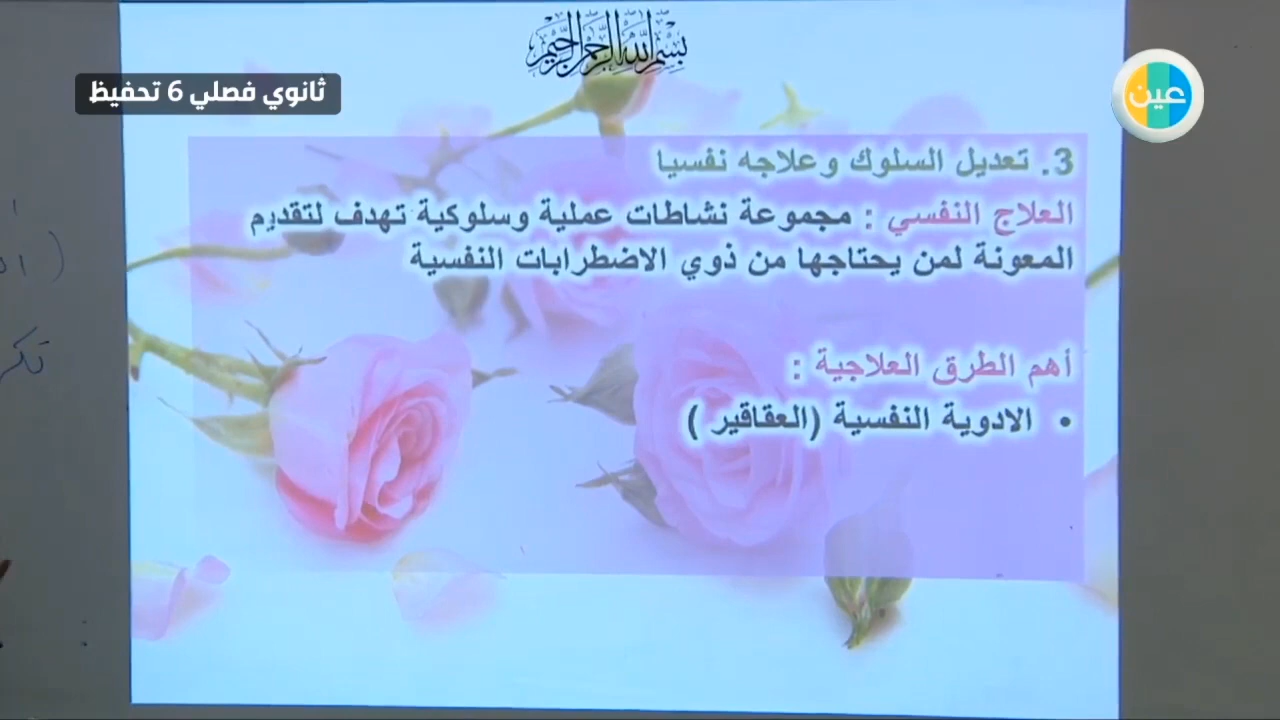 بسم الله الرحمن الرحيم
ثانوي فصلي 6 تحفيظ
عين
3. تعديل السلوك وعلاجه نفسيا
العلاج النفسي : مجموعة نشاطات عملية وسلوكية تهدف لتقديم
المعونة لمن يحتاجها من ذوي الاضطرابات النفسية
أهم الطرق العلاجية :
• الادوية النفسية (العقاقير )